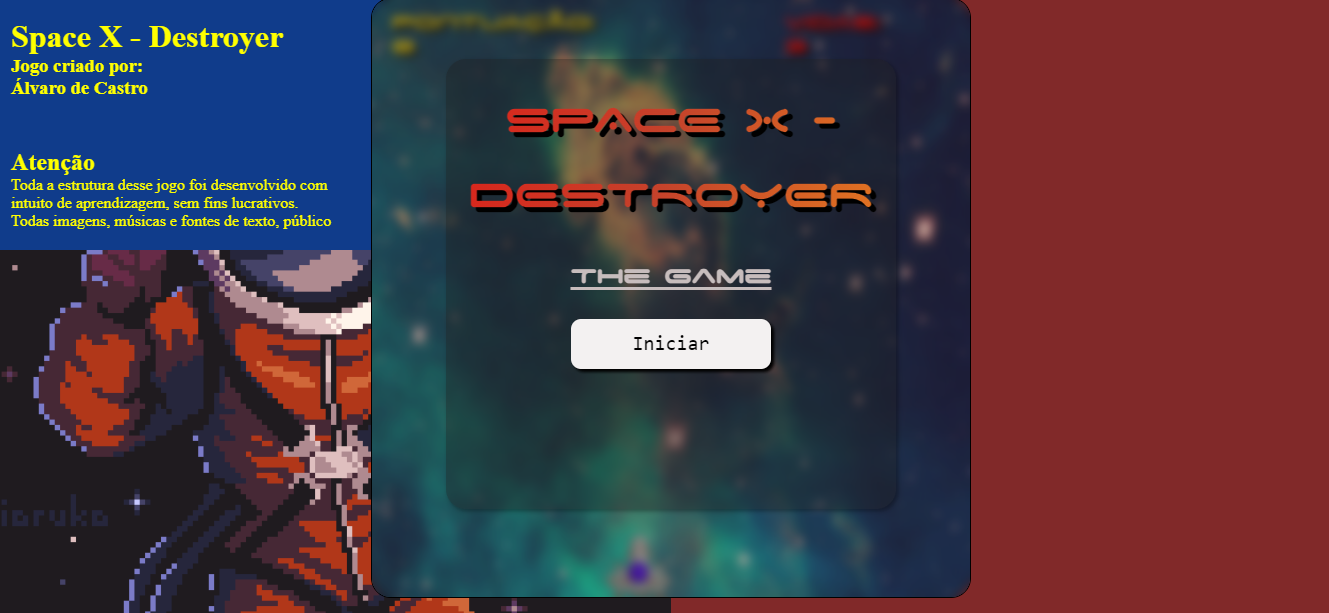 Space X - Destroyer
Jogo criado por:
Álvaro de Castro
Atenção
Toda a estrutura desse jogo foi desenvolvido com
intuito de aprendizagem, sem fins lucrativos.
Todas imagens, músicas e fontes de texto, público
PONTUAÇÃO
SPACE X -
DESTROYER
THE GAME
Iniciar